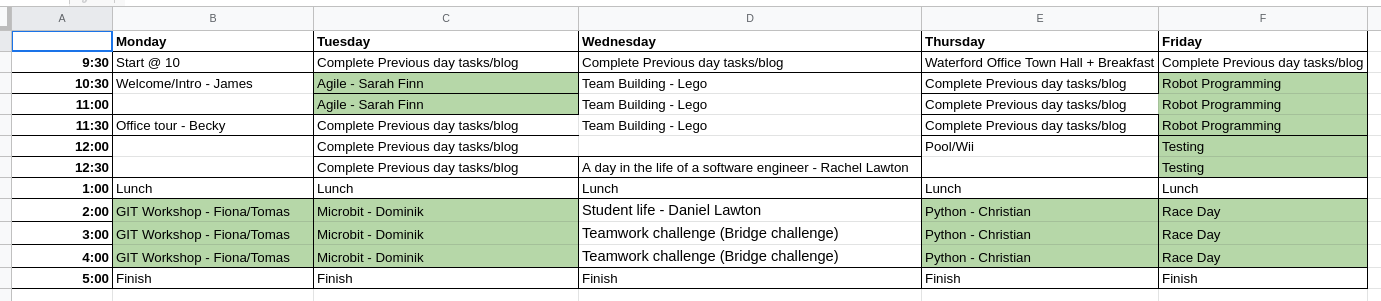 A B C D E F
Monday Tuesday Wednesday Thursday Friday
9:30 Start @ 10 Complete Previous day tasks/blog Complete Previous day tasks/blog Waterford Office Town Hall + Breakfast Complete Previous day tasks/blog
10:30 Welcome/Intro - James Agile - Sarah Finn Team Building - Lego Complete Previous day tasks/blog Robot Programming
11:00 Agile - Sarah Finn Team Building - Lego Complete Previous day tasks/blog Robot Programming
11:30 Office tour - Becky Complete Previous day tasks/blog Team Building - Lego Complete Previous day tasks/blog Robot Programming
12:00 Complete Previous day tasks/blog Pool/Wii Testing
12:30 Complete Previous day tasks/blog A day in the life of a software engineer - Rachel Lawton Testing
1:00 Lunch Lunch Lunch Lunch Lunch
2:00 GIT Workshop - Fiona/Tomas Microbit - Dominik Student life - Daniel Lawton Python - Christian Race Day
3:00 GIT Workshop - Fiona/Tomas Microbit - Dominik Teamwork challenge (Bridge challenge) Python - Christian Race Day
4:00 GIT Workshop - Fiona/Tomas Microbit - Dominik Teamwork challenge (Bridge challenge) Python - Christian Race Day
5:00 Finish Finish Finish Finish Finish